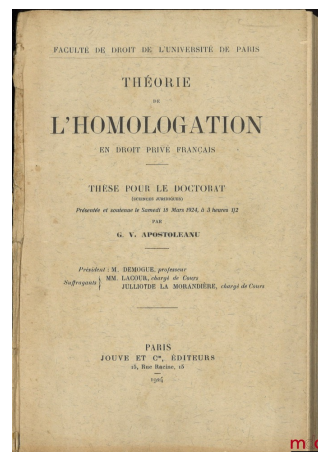 FACULTÉ DE DROIT DE L'UNIVERSITÉ DE PARIS
THÉORIE
DE
L'HOMOLOGATION
EN DROIT PRIVÉ FRANÇAIS
THÈSE POUR LE DOCTORAT
(SCIENCES JURIDIQUES)
Présentée et soutenue le Samedi 15 Mars 1924, à 3 heures 1/2
PAR
G. V. APOSTOLEANU
Président : M. DEMOGUE, professeur
Suffragants
MM. LACOUR, chargé de Cours
JULLIOTDE LA MORANDIÈRE, chargé de Cours
PARIS
JOUVE ET Cie, ÉDITEURS
15, Rue Racine, 15
1924